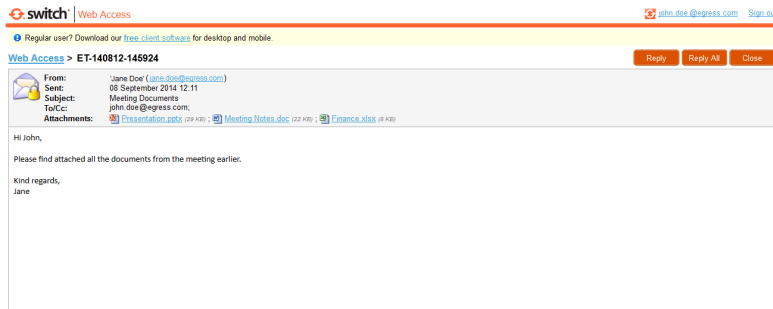 switch Web Access
john.doe @egress.com Sign ou
Regular user? Download our free client software for desktop and mobile.
Web Access > ET-140812-145924
Reply Reply All Close
From: 'Jane Doe' (jane.doe@egress.com)
Sent: 08 September 2014 12:11
Subject: Meeting Documents
To/Cc: john.doe@egress.com;
Attachments: Presentation.pptx (29 KB) ; Meeting Notes.doc (22 KB) ; Finance.xlsx (8 KB)
Hi John,
Please find attached all the documents from the meeting earlier.
Kind regards,
Jane